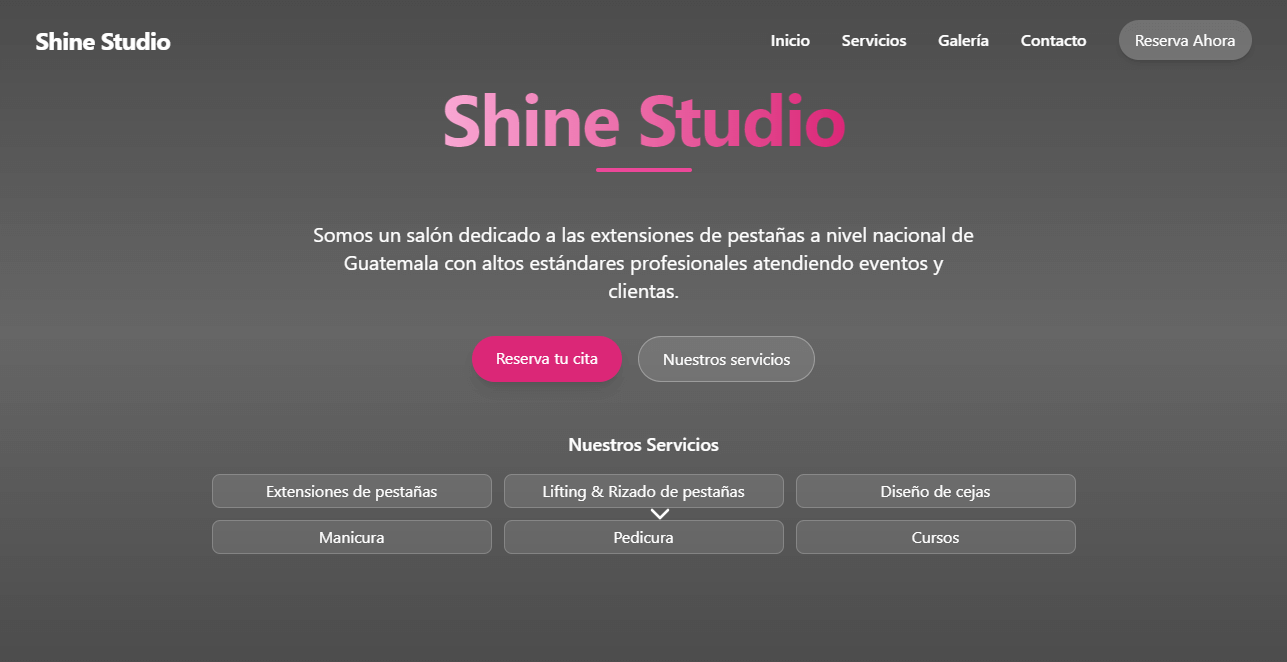 Shine Studio
Inicio
Servicios
Galería
Contacto
Reserva Ahora
Shine Studio
Somos un salón dedicado a las extensiones de pestañas a nivel nacional de
Guatemala con altos estándares profesionales atendiendo eventos y
clientas.
Reserva tu cita
Nuestros servicios
Nuestros Servicios
Extensiones de pestañas
Lifting & Rizado de pestañas
Diseño de cejas
Manicura
Pedicura
Cursos